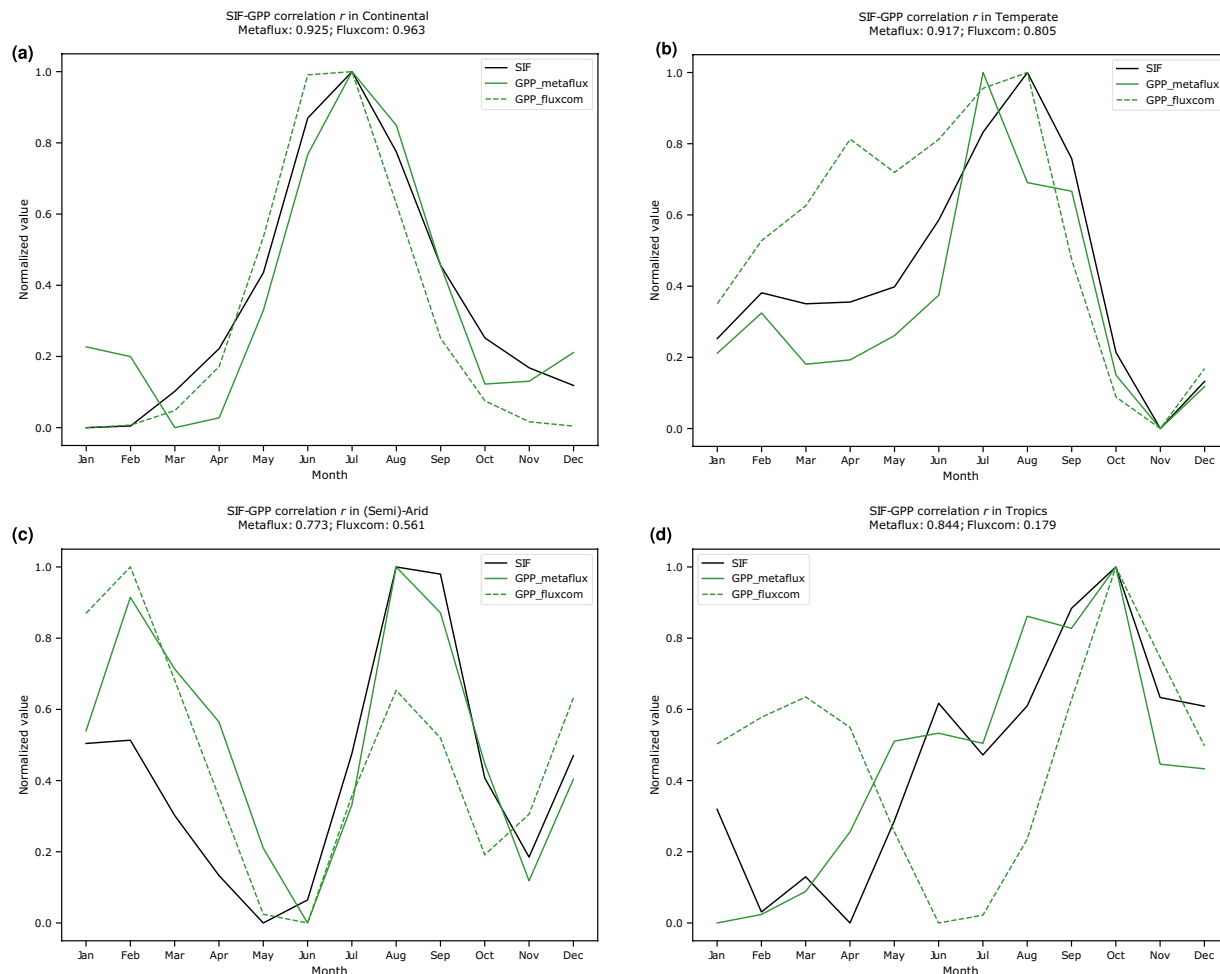 SIF-GPP correlation r in Continental
Metaflux: 0.925; Fluxcom: 0.963
(a)
SIF
GPP_metaflux
GPP_fluxcom
1.0
0.8
0.6
0.4
0.2
0.0
Normalized value
Jan Feb Mar Apr May Jun Jul Aug Sep Oct Nov Dec
Month
SIF-GPP correlation r in Temperate
Metaflux: 0.917; Fluxcom: 0.805
(b)
SIF
GPP_metaflux
GPP_fluxcom
1.0
0.8
0.6
0.4
0.2
0.0
Normalized value
Jan Feb Mar Apr May Jun Jul Aug Sep Oct Nov Dec
Month
SIF-GPP correlation r in (Semi)-Arid
Metaflux: 0.773; Fluxcom: 0.561
(c)
SIF
GPP_metaflux
GPP_fluxcom
1.0
0.8
0.6
0.4
0.2
0.0
Normalized value
Jan Feb Mar Apr May Jun Jul Aug Sep Oct Nov Dec
Month
SIF-GPP correlation r in Tropics
Metaflux: 0.844; Fluxcom: 0.179
(d)
SIF
GPP_metaflux
GPP_fluxcom
1.0
0.8
0.6
0.4
0.2
0.0
Normalized value
Jan Feb Mar Apr May Jun Jul Aug Sep Oct Nov Dec
Month